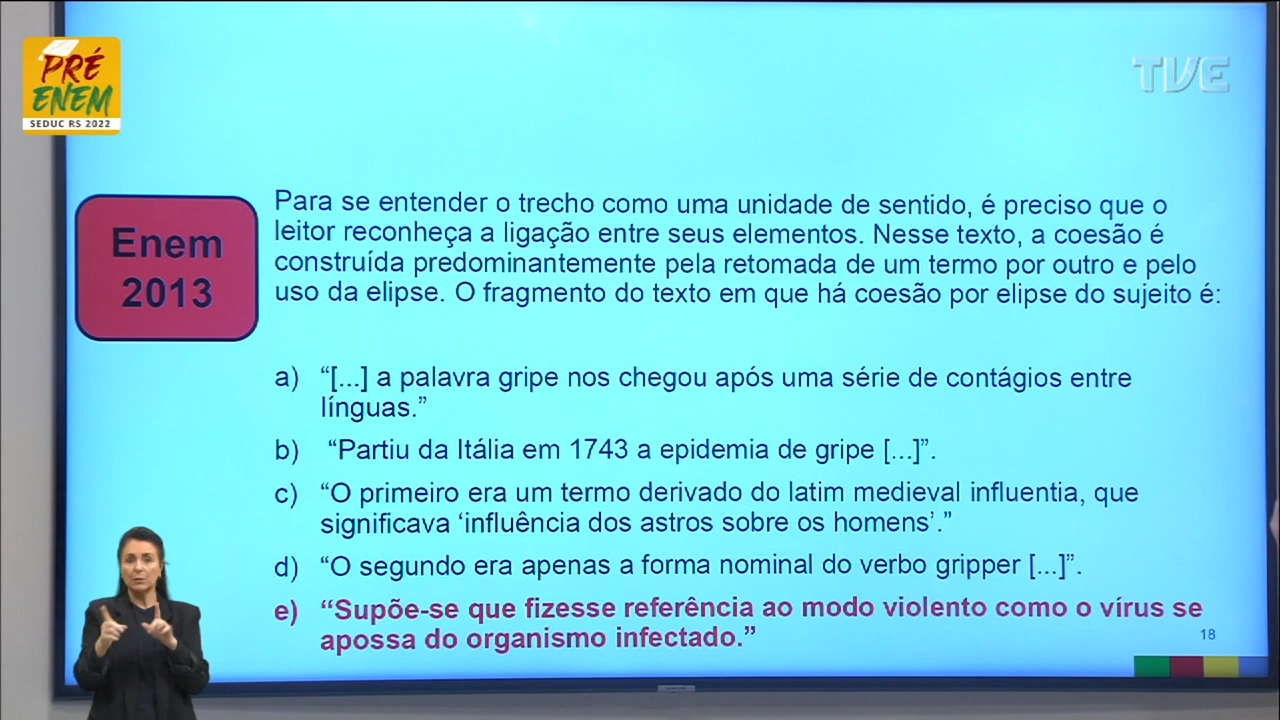 PRÉ
ENEM
SEDUC RS 2022
TVE
Enem
2013
Para se entender o trecho como uma unidade de sentido, é preciso que o
leitor reconheça a ligação entre seus elementos. Nesse texto, a coesão é
construída predominantemente pela retomada de um termo por outro e pelo
uso da elipse. O fragmento do texto em que há coesão por elipse do sujeito é:
a) “[...] a palavra gripe nos chegou após uma série de contágios entre
línguas.”
b) “Partiu da Itália em 1743 a epidemia de gripe [...]”.
c) “O primeiro era um termo derivado do latim medieval influentia, que
significava ‘influência dos astros sobre os homens’.”
d) “O segundo era apenas a forma nominal do verbo gripper [...]”.
e) “Supõe-se que fizesse referência ao modo violento como o vírus se
apossa do organismo infectado.”
18